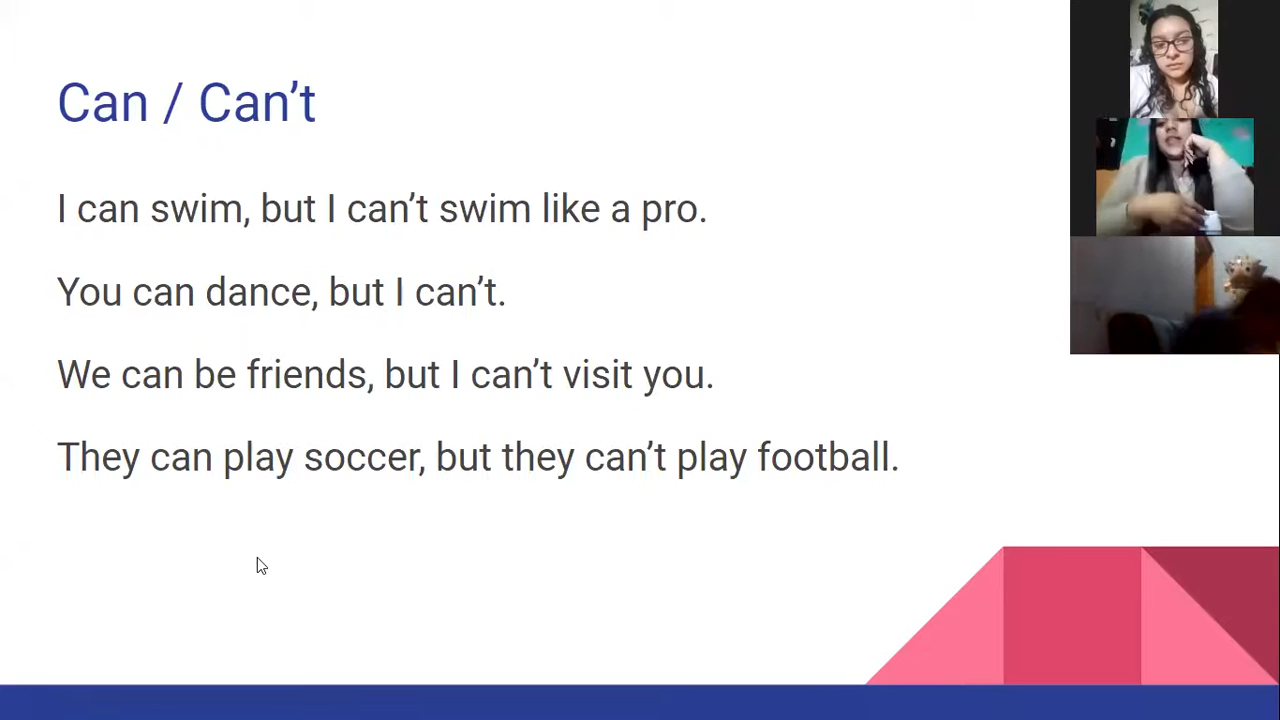 Can / Can’t
I can swim, but I can’t swim like a pro.
You can dance, but I can’t.
We can be friends, but I can’t visit you.
They can play soccer, but they can’t play football.